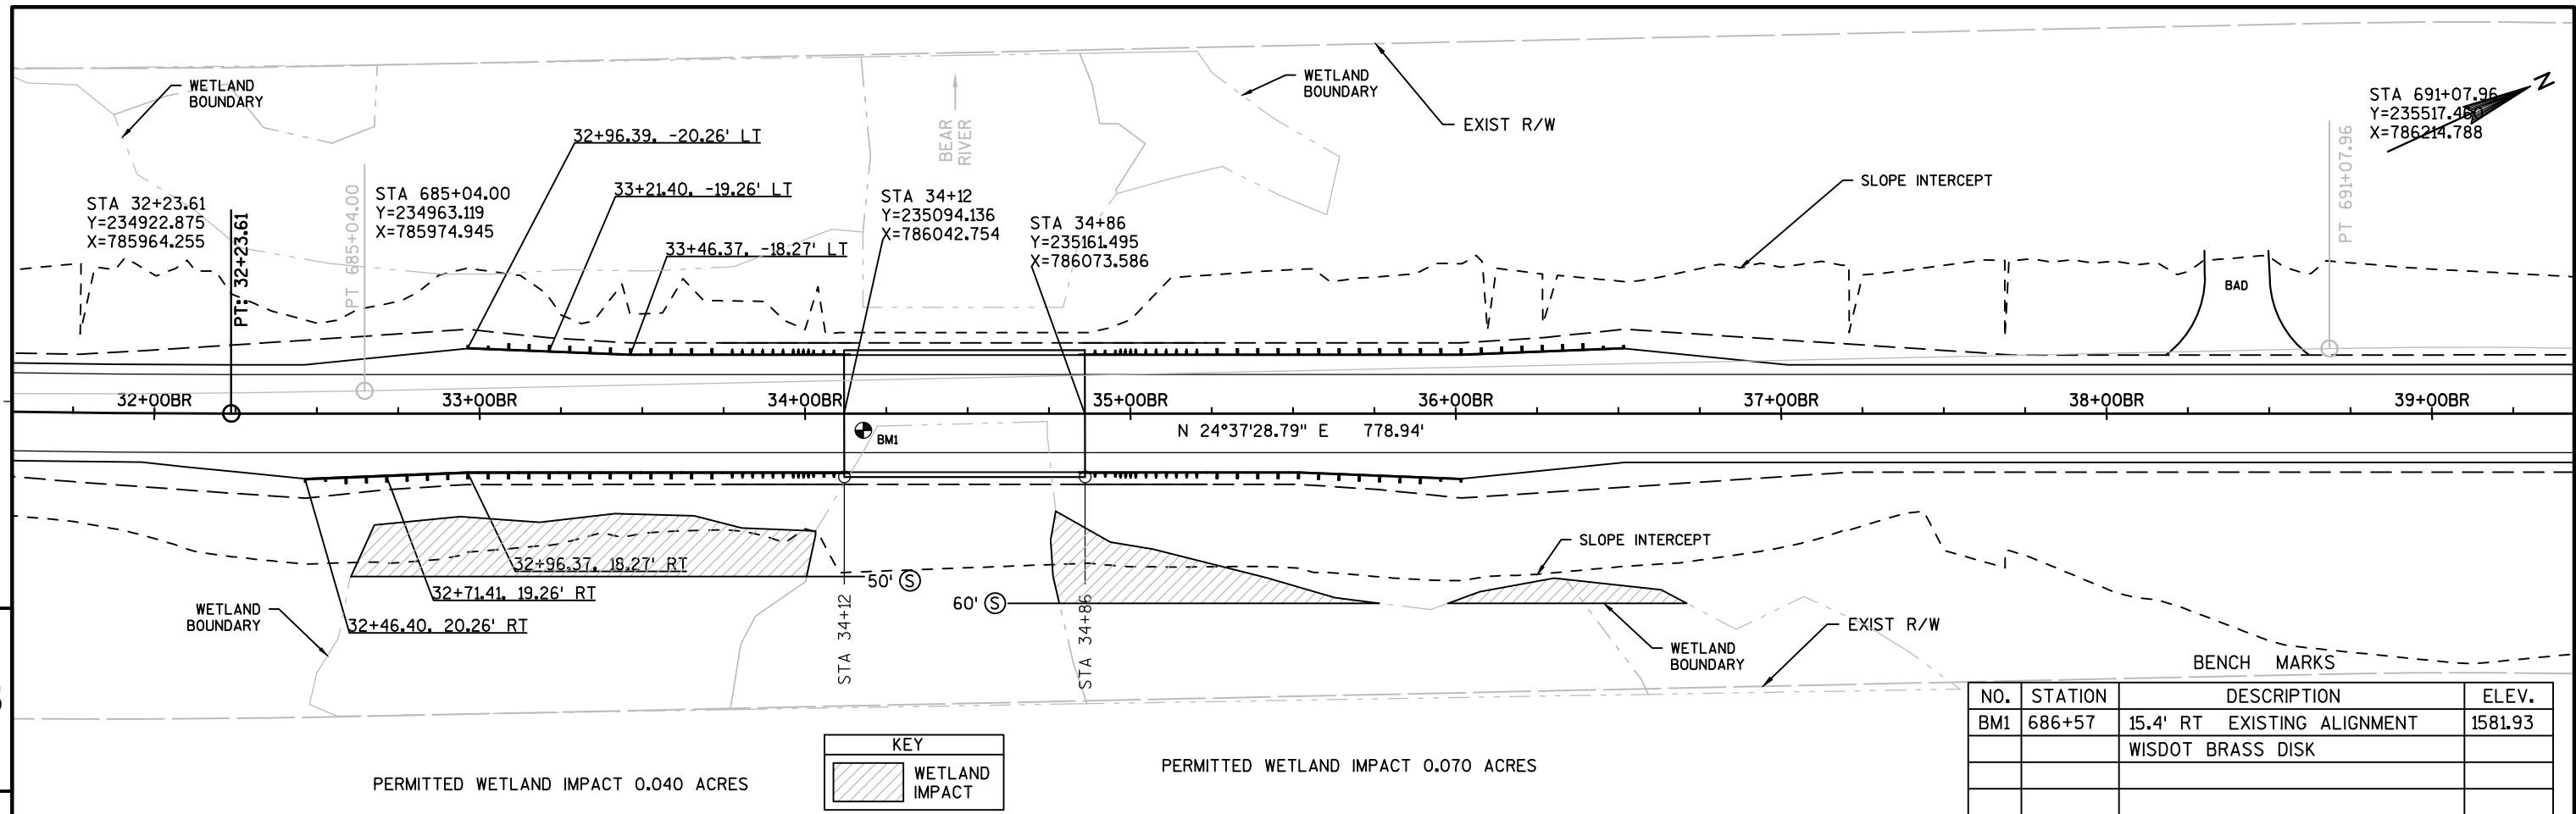 WETLAND
BOUNDARY
32+96.39, -20.26' LT
33+21.40, -19.26' LT
33+46.37, -18.27' LT
BEAR
RIVER
WETLAND
BOUNDARY
EXIST R/W
SLOPE INTERCEPT
STA 691+07.96
Y=235517.460
X=786214.788
N
PT 691+07.96
STA 32+23.61
Y=234922.875
X=785964.255
PT: 32+23.61
PT 685+04.00
STA 685+04.00
Y=234963.119
X=785974.945
STA 34+12
Y=235094.136
X=786042.754
STA 34+86
Y=235161.495
X=786073.586
BAD
32+00BR
33+00BR
34+00BR
35+00BR
36+00BR
37+00BR
38+00BR
39+00BR
BM1
N 24°37'28.79" E 778.94'
32+96.37, 18.27' RT
32+71.41, 19.26' RT
32+46.40, 20.26' RT
50' S
60' S
STA 34+12
STA 34+86
SLOPE INTERCEPT
WETLAND
BOUNDARY
WETLAND
BOUNDARY
EXIST R/W
PERMITTED WETLAND IMPACT 0.040 ACRES
KEY
WETLAND
IMPACT
PERMITTED WETLAND IMPACT 0.070 ACRES
BENCH MARKS
NO. STATION DESCRIPTION ELEV.
BM1 686+57 15.4' RT EXISTING ALIGNMENT 1581.93
WISDOT BRASS DISK